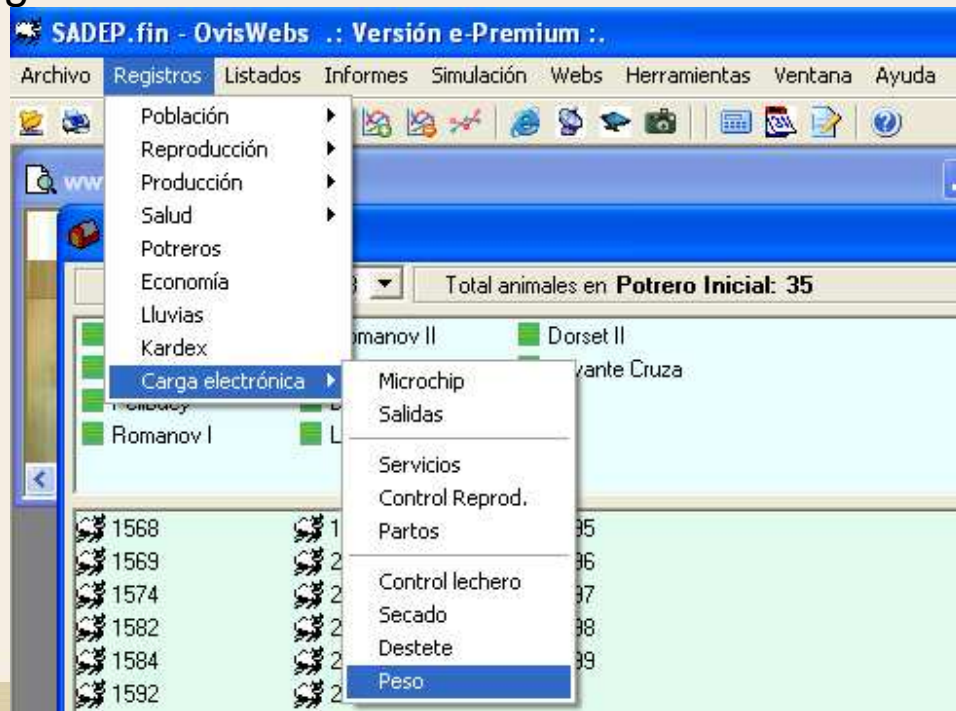 SADEP.fin - OvisWebs .: Versión e-Premium :.
Archivo Registros Listados Informes Simulación Webs Herramientas Ventana Ayuda
Población
Reproducción
Producción
Salud
Potreros
Economía
Lluvias
Kardex
Carga electrónica
Total animales en Potrero Inicial: 35
Dorset II
Cruza
Romanov I
Microchip
Salidas
Servicios
Control Reprod.
Partos
Control lechero
Secado
Destete
Peso
1568
1569
1574
1582
1584
1592